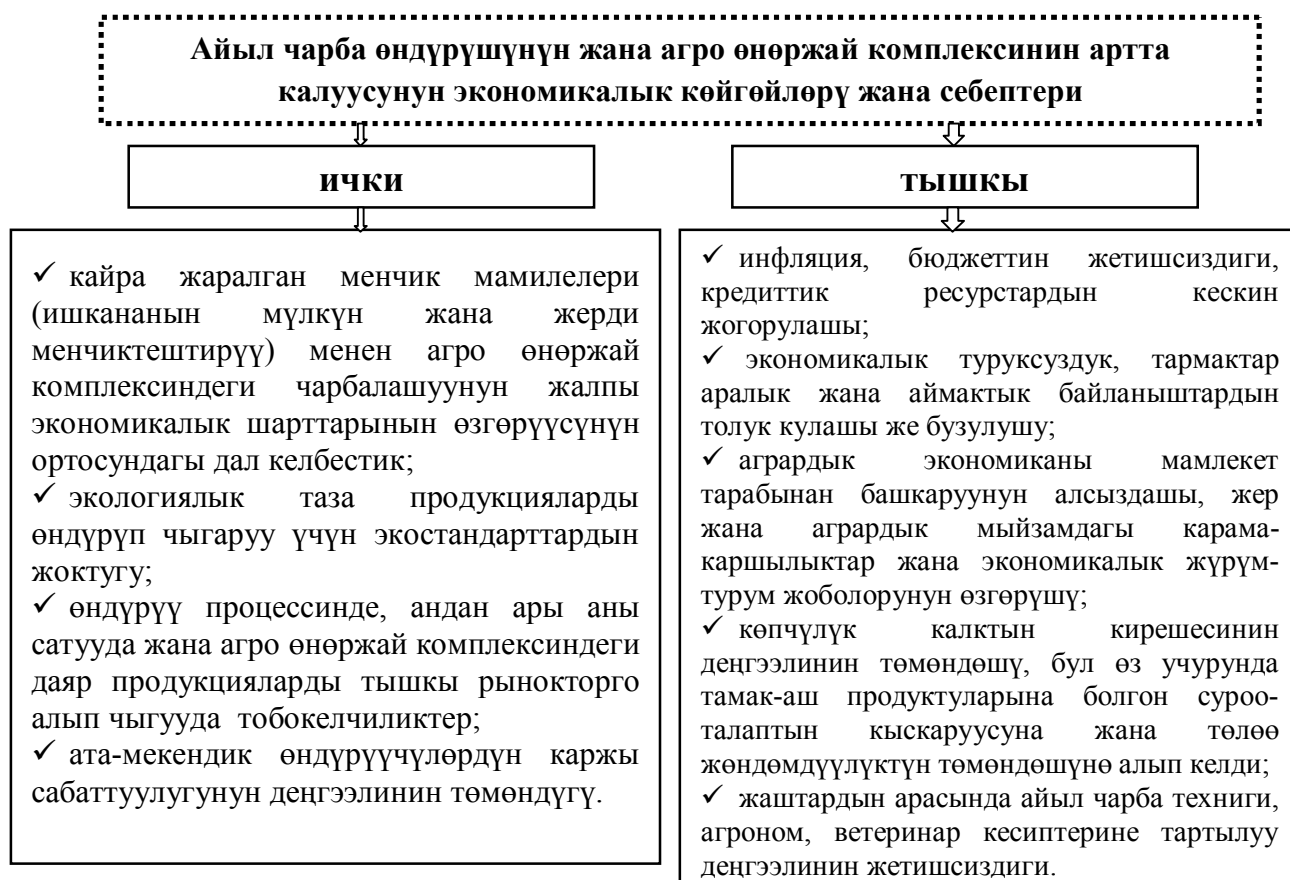 Айыл чарба өндүрүшүнүн жана агро өнөржай комплексинин артта
калуусунун экономикалык көйгөйлөрү жана себептери
ички
тышкы
✓ кайра жаралган менчик мамилелери
(ишкананын мүлкүн жана жерди
менчиктештирүү) менен агро өнөржай
комплексиндеги чарбалашуунун жалпы
экономикалык шарттарынын өзгөрүүсүнүн
ортосундагы дал келбестик;
✓ экологиялык таза продукцияларды
өндүрүп чыгаруу үчүн экостандарттардын
жоктугу;
✓ өндүрүү процессинде, андан ары аны
сатууда жана агро өнөржай комплексиндеги
даяр продукцияларды тышкы рынокторго
алып чыгууда тобокелчиликтер;
✓ ата-мекендик өндүрүүчүлөрдүн каржы
сабаттуулугунун деңгээлинин төмөндүгү.
✓ инфляция, бюджеттин жетишсиздиги,
кредиттик ресурстардын кескин
жогорулашы;
✓ экономикалык туруксуздук, тармактар
аралык жана аймактык байланыштардын
толук кулашы же бузулушу;
✓ агрардык экономиканы мамлекет
тарабынан башкаруунун алсыздашы, жер
жана агрардык мыйзамдагы карама-
каршылыктар жана экономикалык жүрүм-
турум жоболорунун өзгөрүшү;
✓ көпчүлүк калктын кирешесинин
деңгээлинин төмөндөшү, бул өз учурунда
тамак-аш продуктуларына болгон суроо-
талаптын кыскаруусуна жана төлөө
жөндөмдүүлүктүн төмөндөшүнө алып келди;
✓ жаштардын арасында айыл чарба техниги,
агроном, ветеринар кесиптерине тартылуу
деңгээлинин жетишсиздиги.